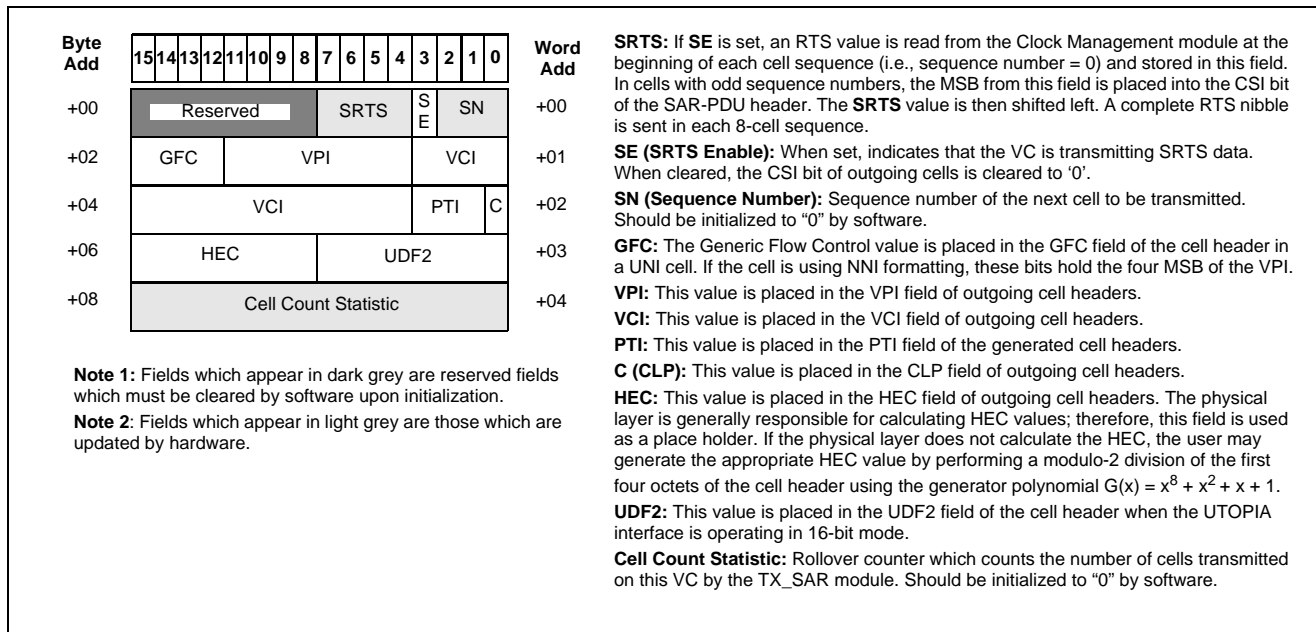 Byte Add 15 14 13 12 11 10 9 8 7 6 5 4 3 2 1 0 Word Add
+00 Reserved SRTS SE SN +00
+02 GFC VPI VCI +01
+04 VCI PTI C +02
+06 HEC UDF2 +03
+08 Cell Count Statistic +04
Note 1: Fields which appear in dark grey are reserved fields
which must be cleared by software upon initialization.
Note 2: Fields which appear in light grey are those which are
updated by hardware.
SRTS: If SE is set, an RTS value is read from the Clock Management module at the
beginning of each cell sequence (i.e., sequence number = 0) and stored in this field.
In cells with odd sequence numbers, the MSB from this field is placed into the CSI bit
of the SAR-PDU header. The SRTS value is then shifted left. A complete RTS nibble
is sent in each 8-cell sequence.
SE (SRTS Enable): When set, indicates that the VC is transmitting SRTS data.
When cleared, the CSI bit of outgoing cells is cleared to ‘0’.
SN (Sequence Number): Sequence number of the next cell to be transmitted.
Should be initialized to “0” by software.
GFC: The Generic Flow Control value is placed in the GFC field of the cell header in
a UNI cell. If the cell is using NNI formatting, these bits hold the four MSB of the VPI.
VPI: This value is placed in the VPI field of outgoing cell headers.
VCI: This value is placed in the VCI field of outgoing cell headers.
PTI: This value is placed in the PTI field of the generated cell headers.
C (CLP): This value is placed in the CLP field of outgoing cell headers.
HEC: This value is placed in the HEC field of outgoing cell headers. The physical
layer is generally responsible for calculating HEC values; therefore, this field is used
as a place holder. If the physical layer does not calculate the HEC, the user may
generate the appropriate HEC value by performing a modulo-2 division of the first
four octets of the cell header using the generator polynomial G(x) = x⁸ + x² + x + 1.
UDF2: This value is placed in the UDF2 field of the cell header when the UTOPIA
interface is operating in 16-bit mode.
Cell Count Statistic: Rollover counter which counts the number of cells transmitted
on this VC by the TX_SAR module. Should be initialized to “0” by software.